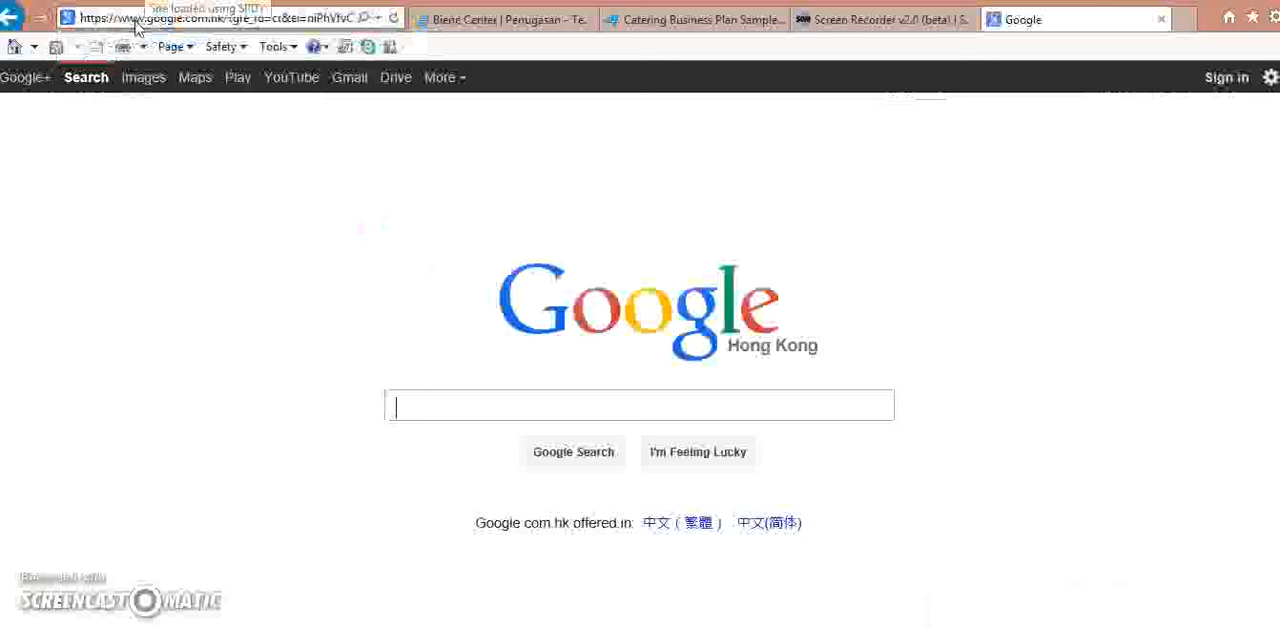 Biene Center | Penugasan - Te... Catering Business Plan Sample... SOM Screen Recorder v2.0 (beta) | S... Google
Page Safety Tools
Google+ Search Images Maps Play YouTube Gmail Drive More Sign in
Google
Hong Kong
Google Search I'm Feeling Lucky
Google.com.hk offered in: 中文（繁體） 中文(简体)
SCREENCAST-O-MATIC